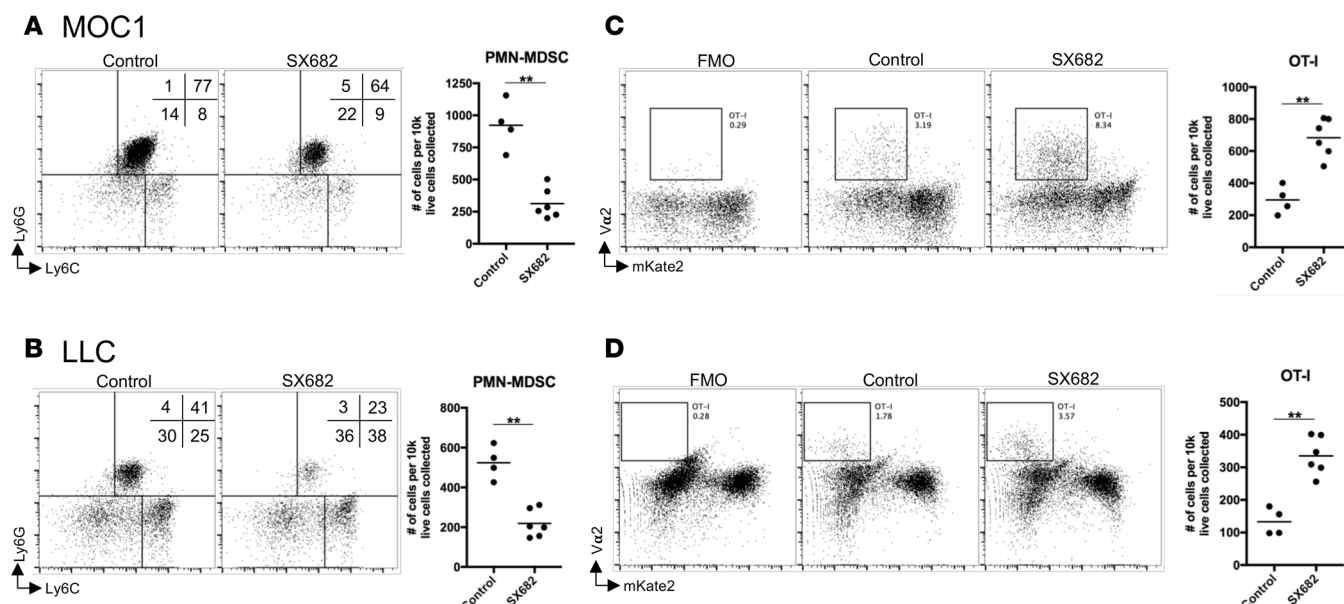 A MOC1
Control
SX682
1 77
14 8
5 64
22 9
Ly6G
Ly6C
PMN-MDSC
**
# of cells per 10k
live cells collected
1250
1000
750
500
250
0
Control
SX682
C
FMO
Control
SX682
OT-I
0.29
OT-I
3.19
OT-I
8.34
Vα2
mKate2
OT-I
**
# of cells per 10k
live cells collected
1000
800
600
400
200
0
Control
SX682
B LLC
Control
SX682
4 41
30 25
3 23
36 38
Ly6G
Ly6C
PMN-MDSC
**
# of cells per 10k
live cells collected
800
600
400
200
0
Control
SX682
D
FMO
Control
SX682
OT-I
0.28
OT-I
1.78
OT-I
3.57
Vα2
mKate2
OT-I
**
# of cells per 10k
live cells collected
500
400
300
200
100
0
Control
SX682